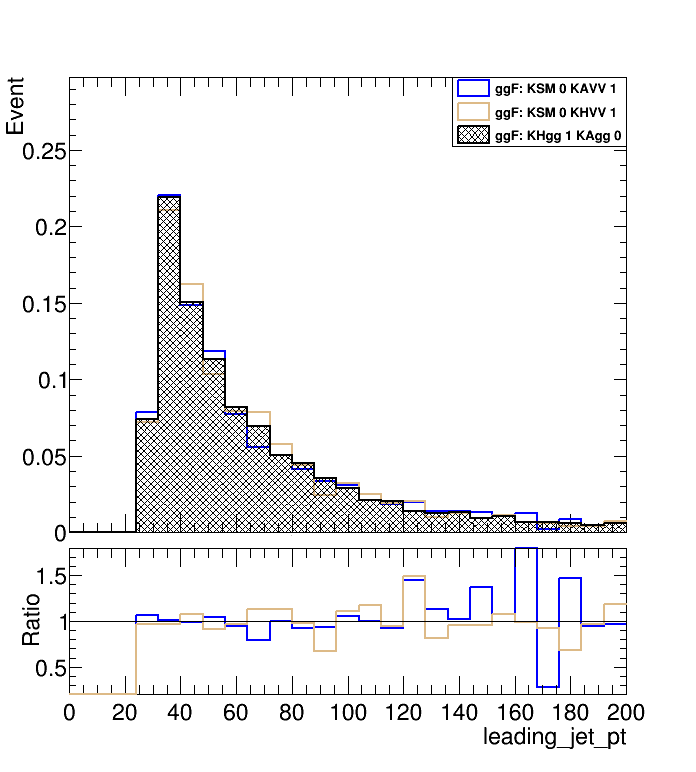 Event
ggF: KSM 0 KAVV 1
ggF: KSM 0 KHVV 1
ggF: KHgg 1 KAgg 0
0.25
0.2
0.15
0.1
0.05
0
Ratio
1.5
1
0.5
0 20 40 60 80 100 120 140 160 180 200
leading_jet_pt